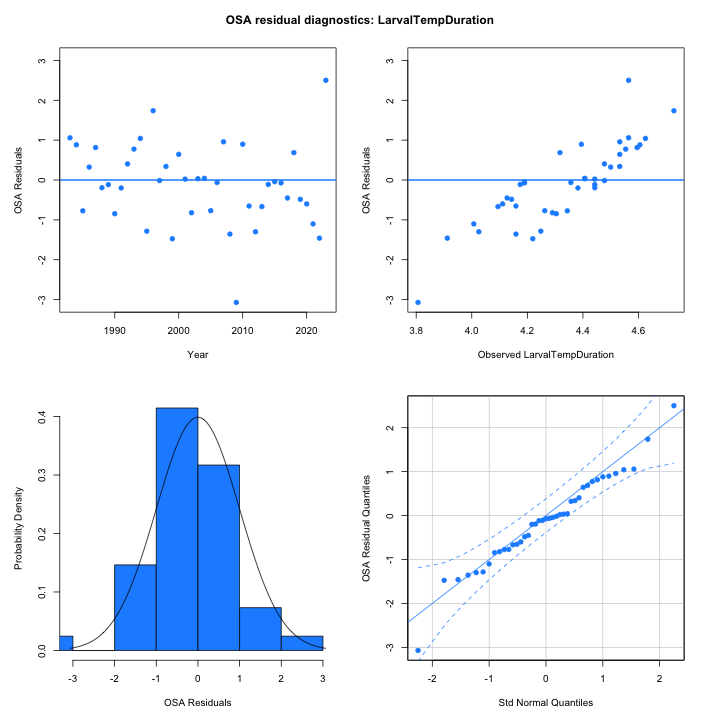 OSA residual diagnostics: LarvalTempDuration
OSA Residuals
3
2
1
0
-1
-2
-3
1990 2000 2010 2020
Year
OSA Residuals
3
2
1
0
-1
-2
-3
3.8 4.0 4.2 4.4 4.6
Observed LarvalTempDuration
Probability Density
0.4
0.3
0.2
0.1
0.0
-3 -2 -1 0 1 2 3
OSA Residuals
OSA Residual Quantiles
2
1
0
-1
-2
-3
-2 -1 0 1 2
Std Normal Quantiles